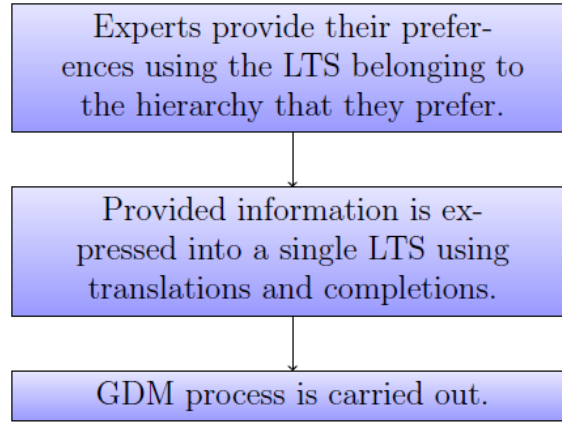 Experts provide their prefer-
ences using the LTS belonging to
the hierarchy that they prefer.
Provided information is ex-
pressed into a single LTS using
translations and completions.
GDM process is carried out.